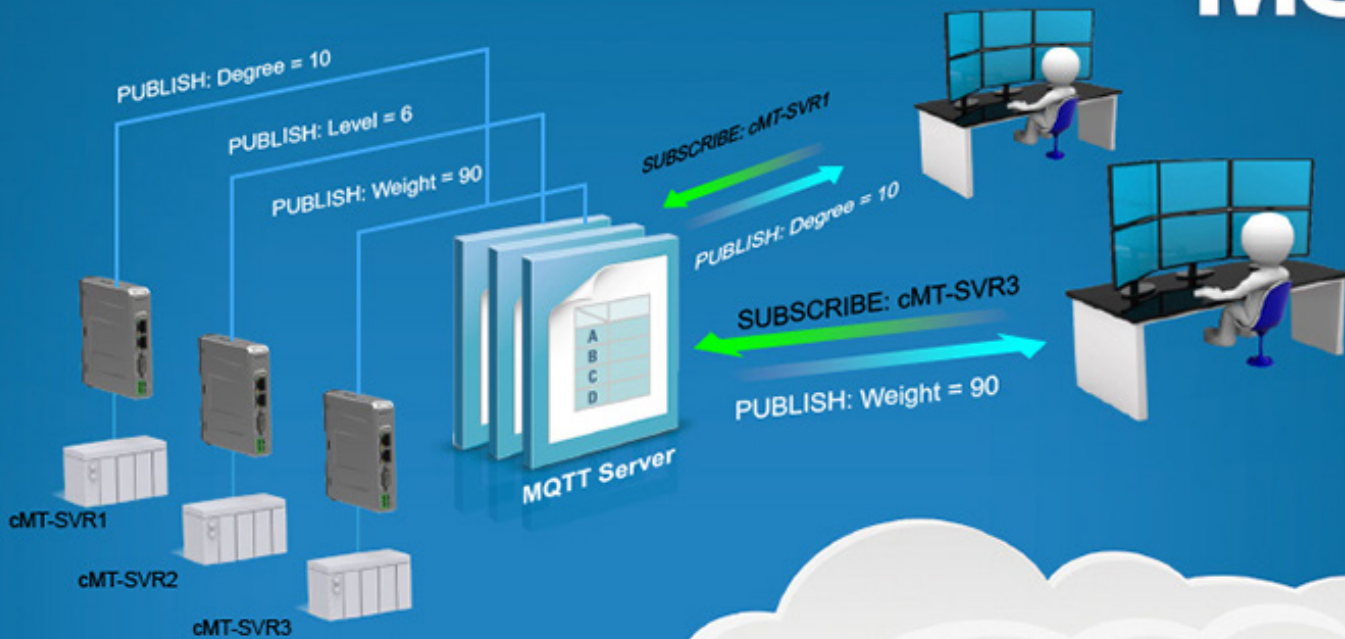 PUBLISH: Degree = 10
PUBLISH: Level = 6
PUBLISH: Weight = 90
SUBSCRIBE: cMT-SVR1
PUBLISH: Degree = 10
SUBSCRIBE: cMT-SVR3
PUBLISH: Weight = 90
A
B
C
D
MQTT Server
cMT-SVR1
cMT-SVR2
cMT-SVR3